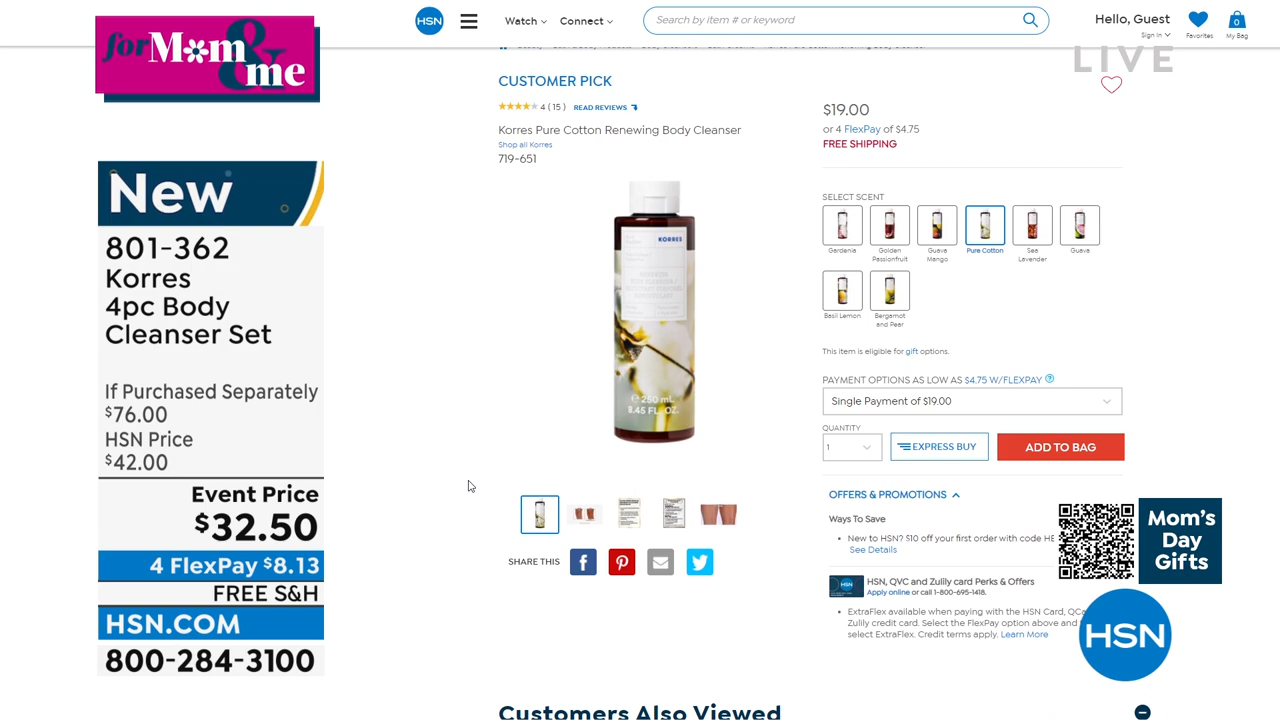 for Mom
& me
New
801-362
Korres
4pc Body
Cleanser Set
If Purchased Separately
$76.00
HSN Price
$42.00
Event Price
$32.50
4 FlexPay $8.13
FREE S&H
HSN.COM
800-284-3100
HSN
Watch
Connect
Search by item # or keyword
Hello, Guest
Sign in
Favorites
0
My Bag
LIVE
CUSTOMER PICK
4 (15) READ REVIEWS
Korres Pure Cotton Renewing Body Cleanser
Shop all Korres
719-651
KORRES
250 mL
8.45 FL. OZ.
SHARE THIS
$19.00
or 4 FlexPay of $4.75
FREE SHIPPING
SELECT SCENT
Gardenia
Golden Passionfruit
Guava Mango
Pure Cotton
Sea Lavender
Guava
Basil Lemon
Bergamot and Pear
This item is eligible for gift options.
PAYMENT OPTIONS AS LOW AS $4.75 W/FLEXPAY
Single Payment of $19.00
QUANTITY
1
EXPRESS BUY
ADD TO BAG
OFFERS & PROMOTIONS
Ways To Save
New to HSN? $10 off your first order with code HE
See Details
HSN, QVC and Zulily card Perks & Offers
Apply online or call 1-800-695-1418.
ExtraFlex available when paying with the HSN Card, QCa
Zulily credit card. Select the FlexPay option above and
select ExtraFlex. Credit terms apply. Learn More
Mom's
Day
Gifts
HSN
Customers Also Viewed